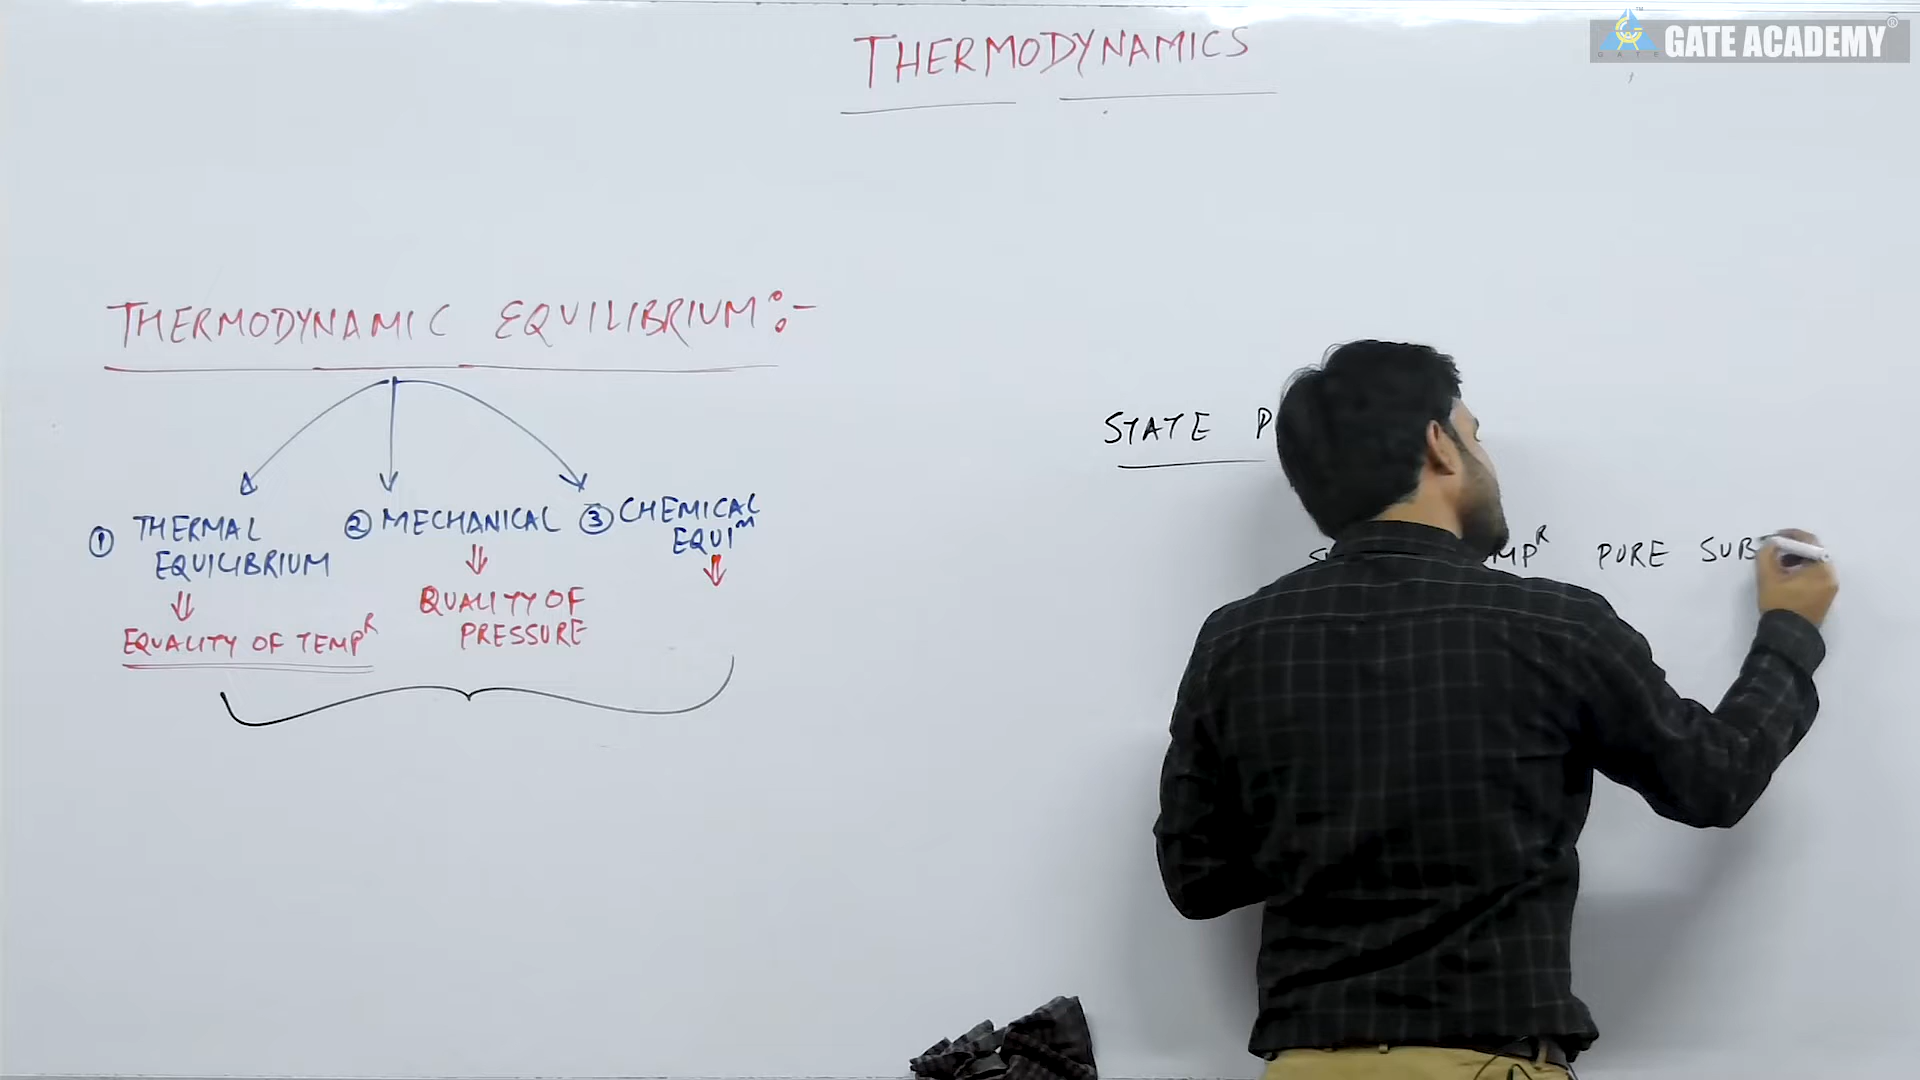 THERMODYNAMICS
GATE ACADEMY
THERMODYNAMIC EQUILIBRIUM :-
① THERMAL
EQUILIBRIUM
② MECHANICAL
③ CHEMICAL
EQUIᵐ
EQUALITY OF TEMPᴿ
QUALITY OF
PRESSURE
STATE P
PURE SUB